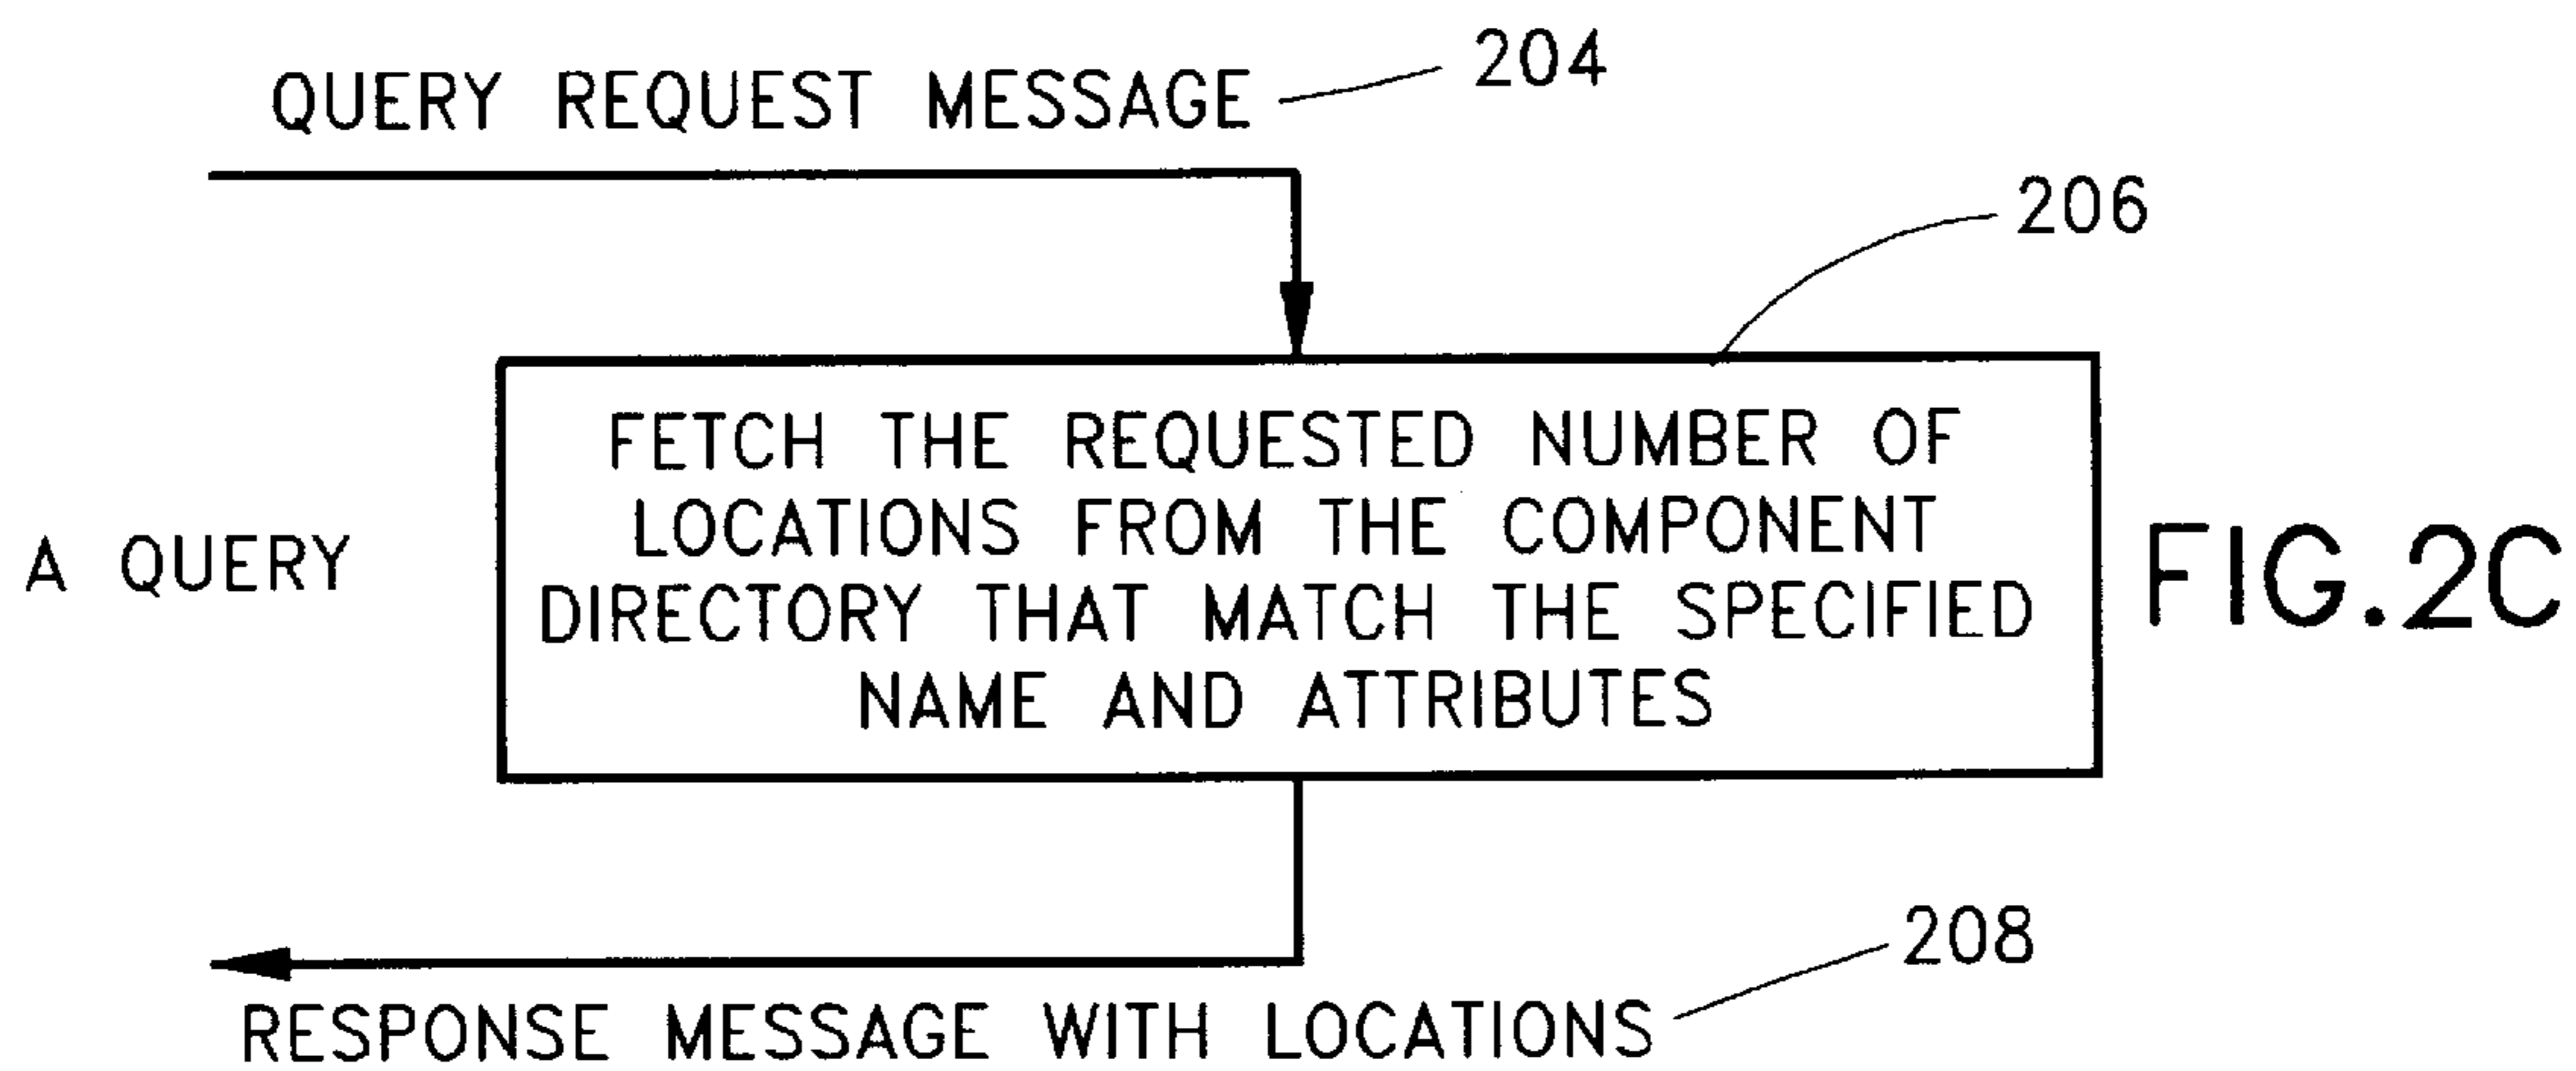 QUERY REQUEST MESSAGE
204
206
FETCH THE REQUESTED NUMBER OF
LOCATIONS FROM THE COMPONENT
DIRECTORY THAT MATCH THE SPECIFIED
NAME AND ATTRIBUTES
A QUERY
FIG.2C
208
RESPONSE MESSAGE WITH LOCATIONS